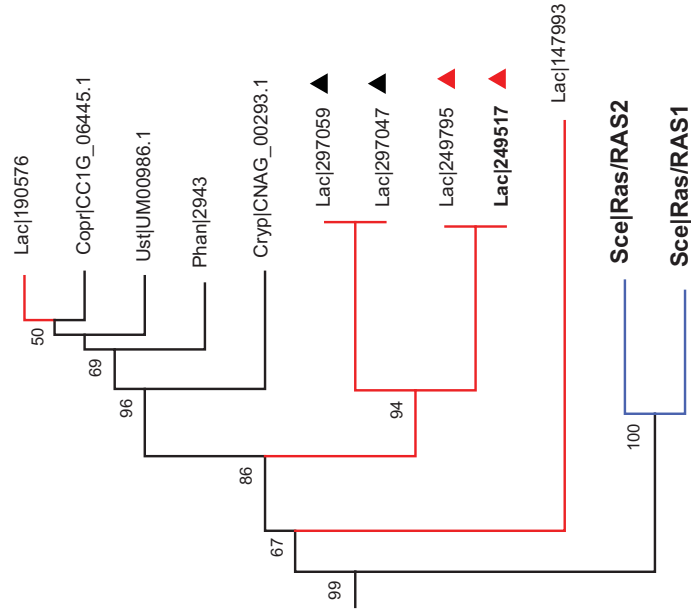 Lac|190576
Copr|CC1G_06445.1
Ust|UM00986.1
Phan|2943
Cryp|CNAG_00293.1
Lac|297059
Lac|297047
Lac|249795
Lac|249517
Lac|147993
Sce|Ras/RAS2
Sce|Ras/RAS1
50
69
96
94
86
67
99
100